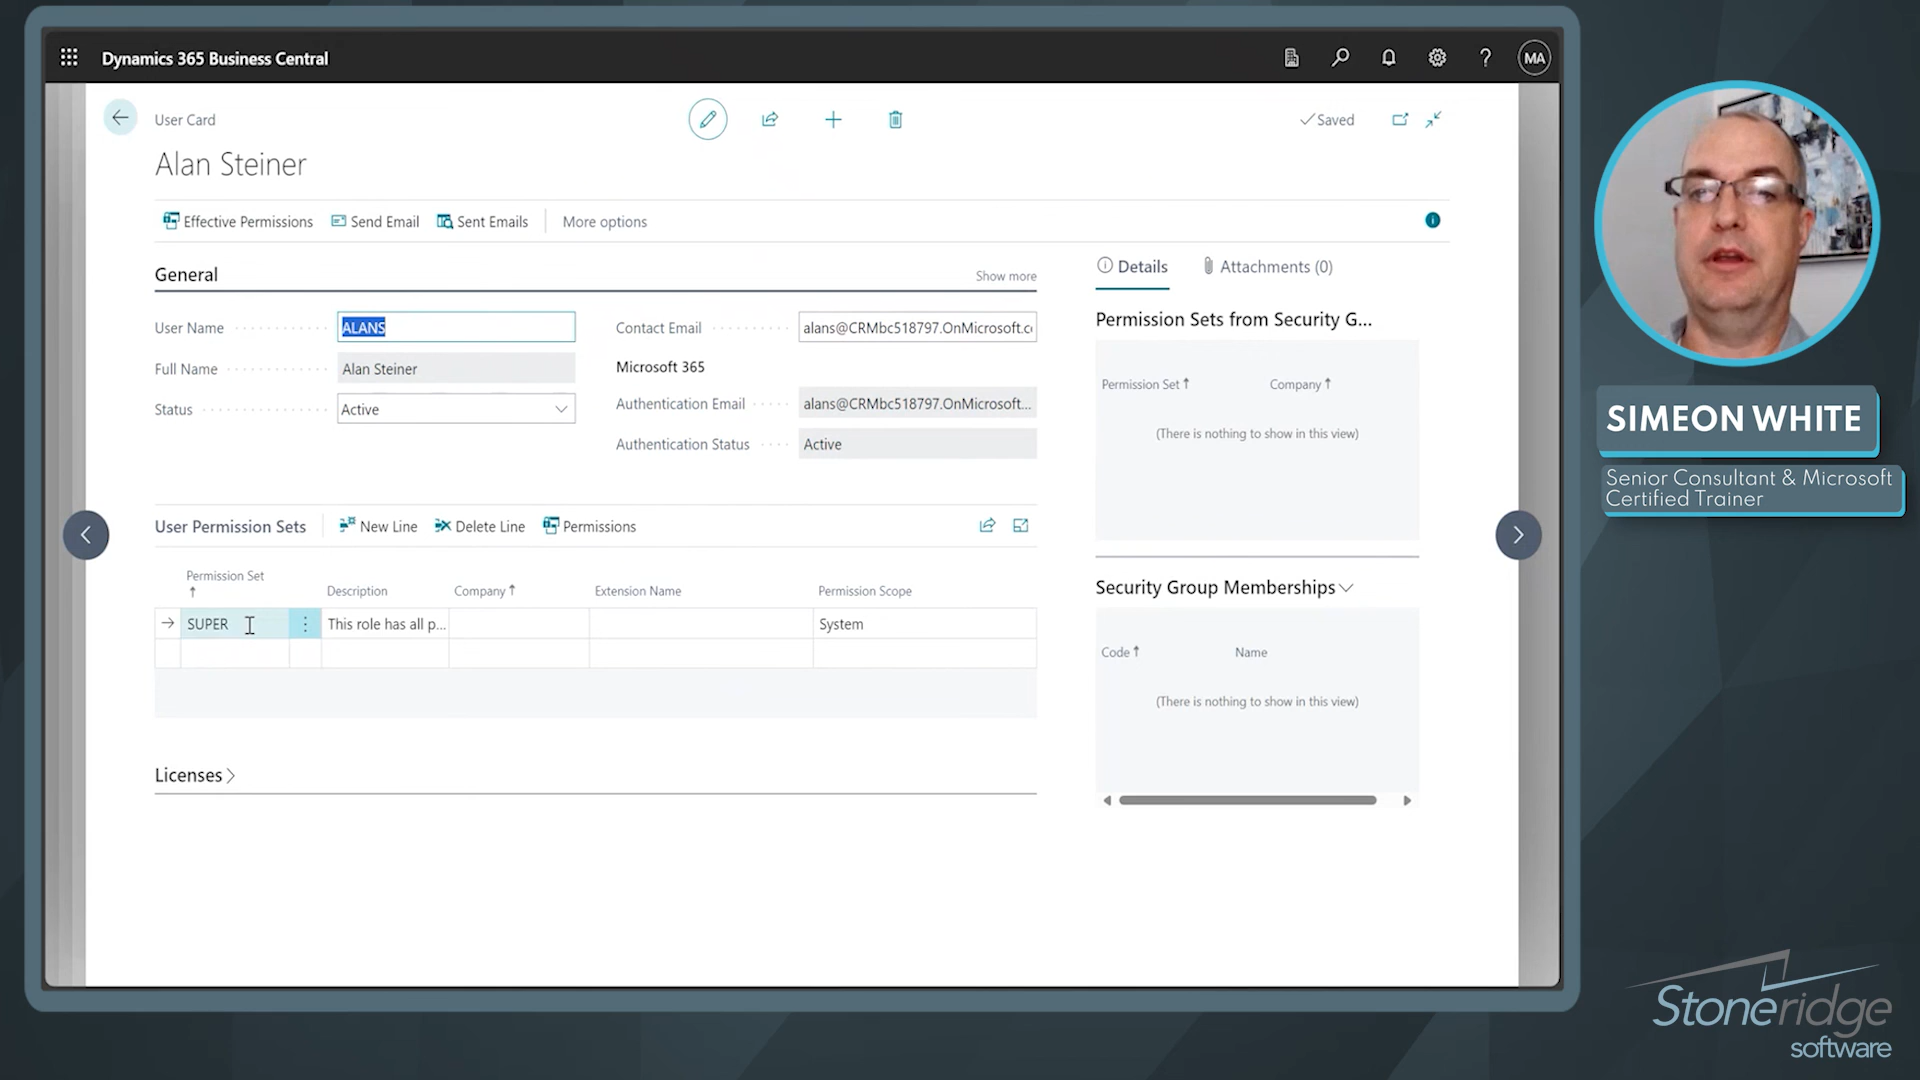 Dynamics 365 Business Central
MA
User Card
Saved
Alan Steiner
Effective Permissions Send Email Sent Emails More options
General Show more
User Name ALANS
Full Name Alan Steiner
Status Active
Contact Email alans@CRMbc518797.OnMicrosoft.c
Microsoft 365
Authentication Email alans@CRMbc518797.OnMicrosoft...
Authentication Status Active
User Permission Sets New Line Delete Line Permissions
Permission Set Description Company Extension Name Permission Scope
SUPER This role has all p... System
Licenses
Details Attachments (0)
Permission Sets from Security G...
Permission Set Company
(There is nothing to show in this view)
Security Group Memberships
Code Name
(There is nothing to show in this view)
SIMEON WHITE
Senior Consultant & Microsoft
Certified Trainer
Stoneridge
software